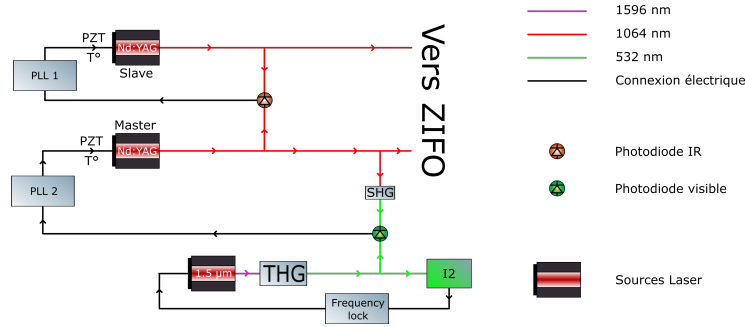 PZT
T°
Nd:YAG
Slave
PLL 1
Master
PZT
T°
Nd:YAG
PLL 2
Vers ZIFO
SHG
1.5 µm
THG
I2
Frequency
lock
1596 nm
1064 nm
532 nm
Connexion électrique
Photodiode IR
Photodiode visible
Sources Laser